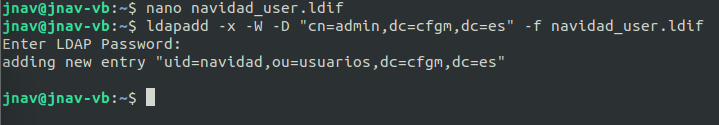 jnav@jnav-vb:~$ nano navidad_user.ldif
jnav@jnav-vb:~$ ldapadd -x -W -D "cn=admin,dc=cfgm,dc=es" -f navidad_user.ldif
Enter LDAP Password:
adding new entry "uid=navidad,ou=usuarios,dc=cfgm,dc=es"
jnav@jnav-vb:~$